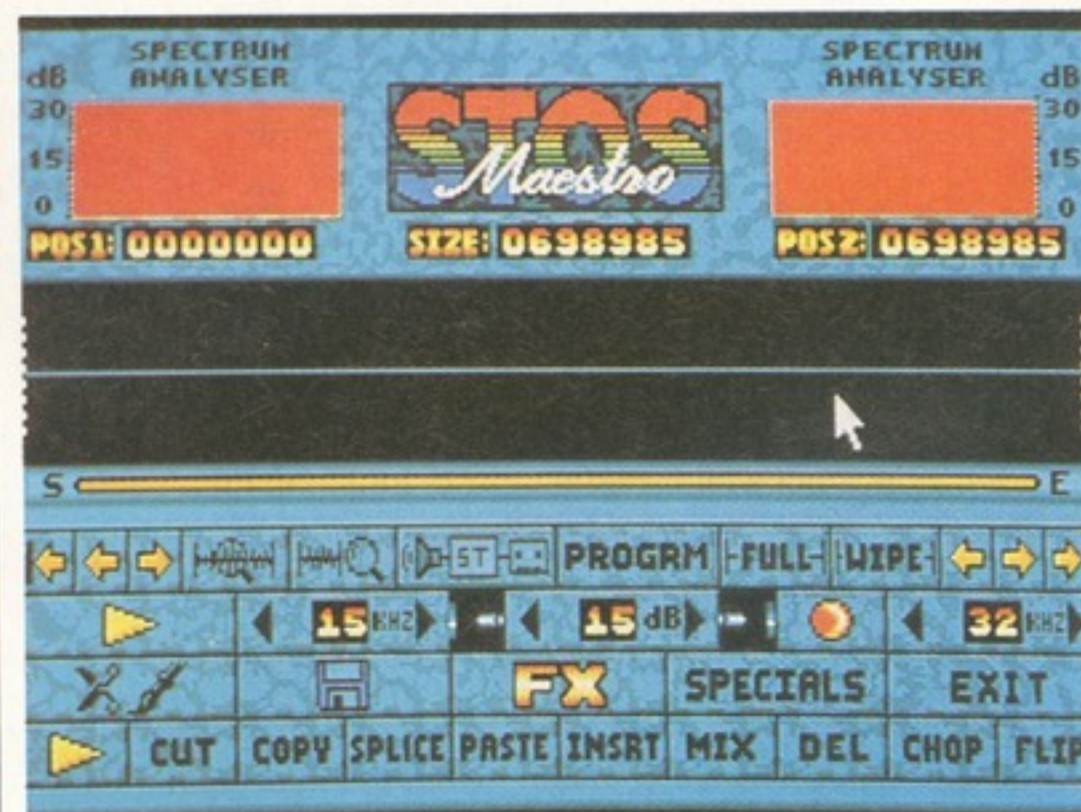 SPECTRUM
ANALYSER
dB
30
15
0
STOS
Maestro
SPECTRUM
ANALYSER
dB
30
15
0
POS1: 0000000
SIZE: 0698985
POS2: 0698985
S E
ST PROGRM FULL WIPE
15 KHZ 15 dB 32 KHZ
FX SPECIALS EXIT
CUT COPY SPLICE PASTE INSRT MIX DEL CHOP FLIP